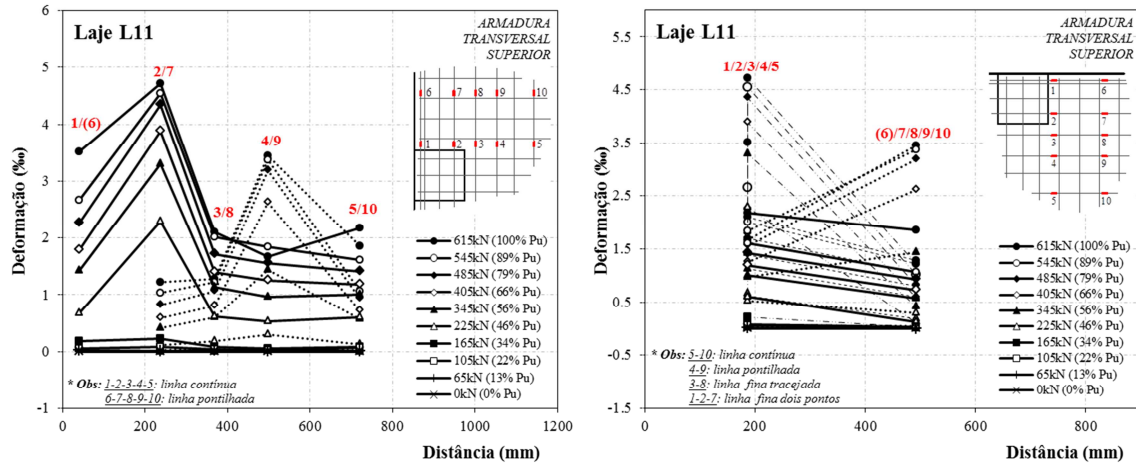 Laje L11
ARMADURA
TRANSVERSAL
SUPERIOR
Deformação (‰)
6
5
4
3
2
1
0
-1
1/(6)
2/7
3/8
4/9
5/10
6 7 8 9 10
1 2 3 4 5
615kN (100% Pu)
545kN (89% Pu)
485kN (79% Pu)
405kN (66% Pu)
345kN (56% Pu)
225kN (46% Pu)
165kN (34% Pu)
105kN (22% Pu)
65kN (13% Pu)
0kN (0% Pu)
* Obs: 1-2-3-4-5: linha contínua
6-7-8-9-10: linha pontilhada
0 200 400 600 800 1000 1200
Distância (mm)
Laje L11
ARMADURA
TRANSVERSAL
SUPERIOR
Deformação (‰)
5.5
4.5
3.5
2.5
1.5
0.5
-0.5
-1.5
1/2/3/4/5
(6)/7/8/9/10
1 6
2 7
3 8
4 9
5 10
615kN (100% Pu)
545kN (89% Pu)
485kN (79% Pu)
405kN (66% Pu)
345kN (56% Pu)
225kN (46% Pu)
165kN (34% Pu)
105kN (22% Pu)
65kN (13% Pu)
0kN (0% Pu)
* Obs: 5-10: linha contínua
4-9: linha pontilhada
3-8: linha fina tracejada
1-2-7: linha fina dois pontos
0 200 400 600 800
Distância (mm)